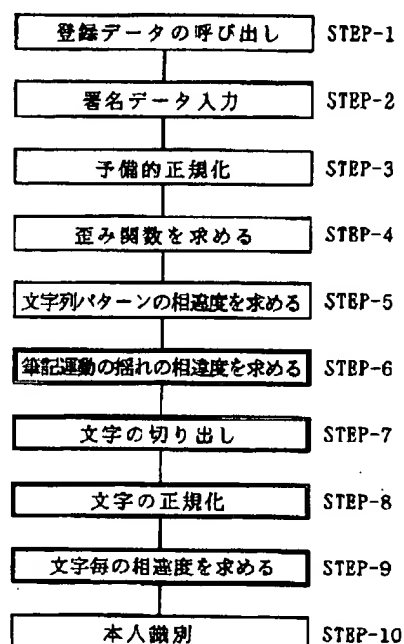 登録データの呼び出し STEP-1
署名データ入力 STEP-2
予備的正規化 STEP-3
歪み関数を求める STEP-4
文字列パターンの相違度を求める STEP-5
筆記運動の揺れの相違度を求める STEP-6
文字の切り出し STEP-7
文字の正規化 STEP-8
文字毎の相違度を求める STEP-9
本人識別 STEP-10